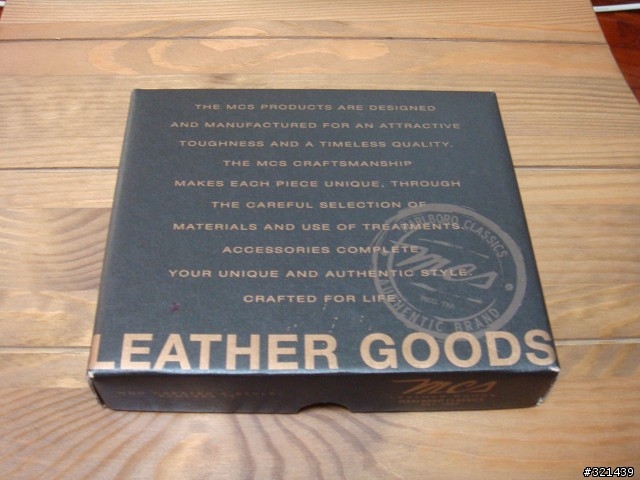 THE MCS PRODUCTS ARE DESIGNED
AND MANUFACTURED FOR AN ATTRACTIVE
TOUGHNESS AND A TIMELESS QUALITY.
THE MCS CRAFTSMANSHIP
MAKES EACH PIECE UNIQUE, THROUGH
THE CAREFUL SELECTION OF
MATERIALS AND USE OF TREATMENTS.
ACCESSORIES COMPLETE
YOUR UNIQUE AND AUTHENTIC STYLE.
CRAFTED FOR LIFE.
MARLBORO CLASSICS
mcs
AUTHENTIC BRAND
LEATHER GOODS
mcs
#321439